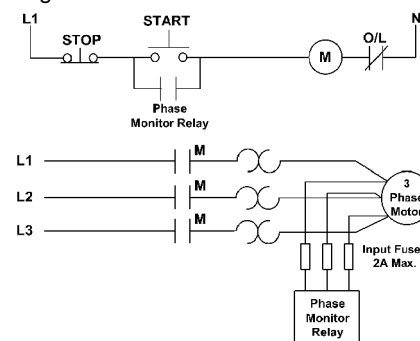 L1
N
STOP
START
O/L
M
Phase
Monitor Relay
L1
M
L2
M
L3
M
3
Phase
Motor
Input Fuse
2A Max.
Phase
Monitor
Relay